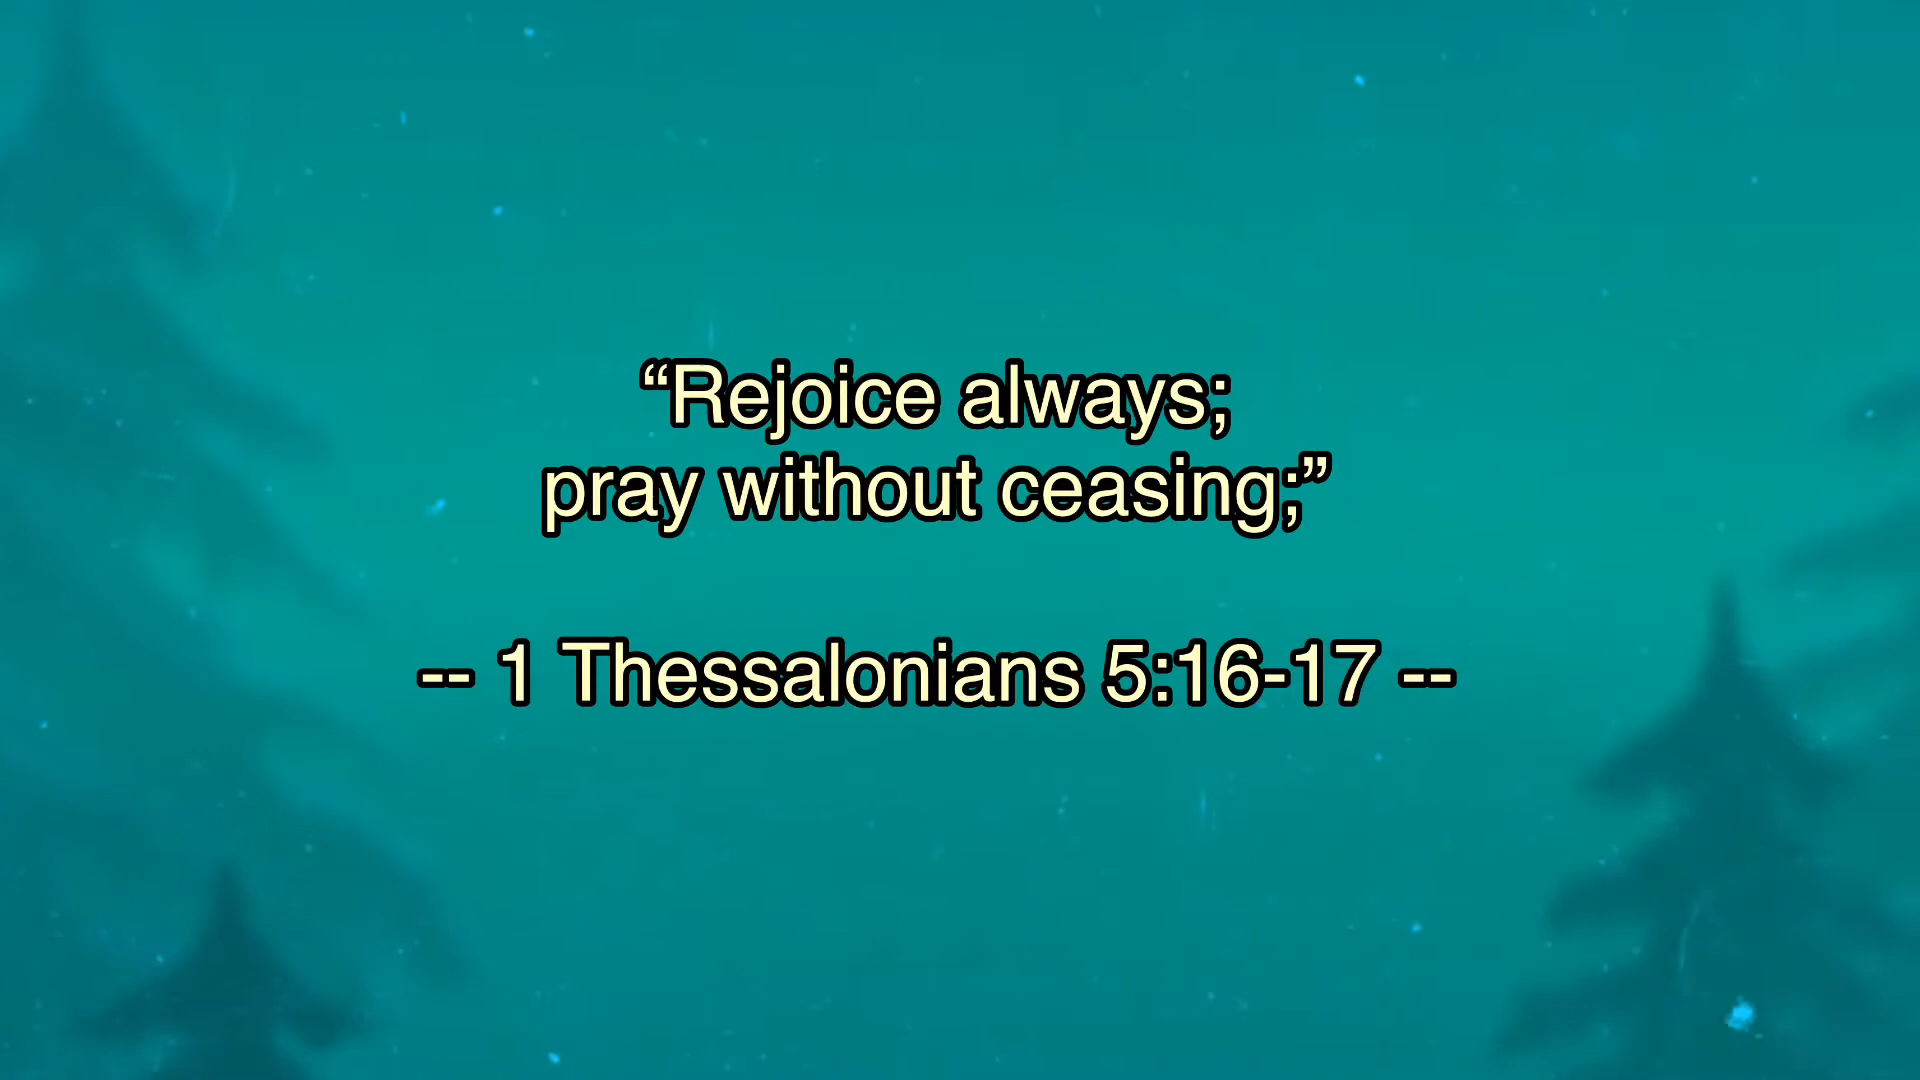 “Rejoice always;
pray without ceasing;”
-- 1 Thessalonians 5:16-17 --